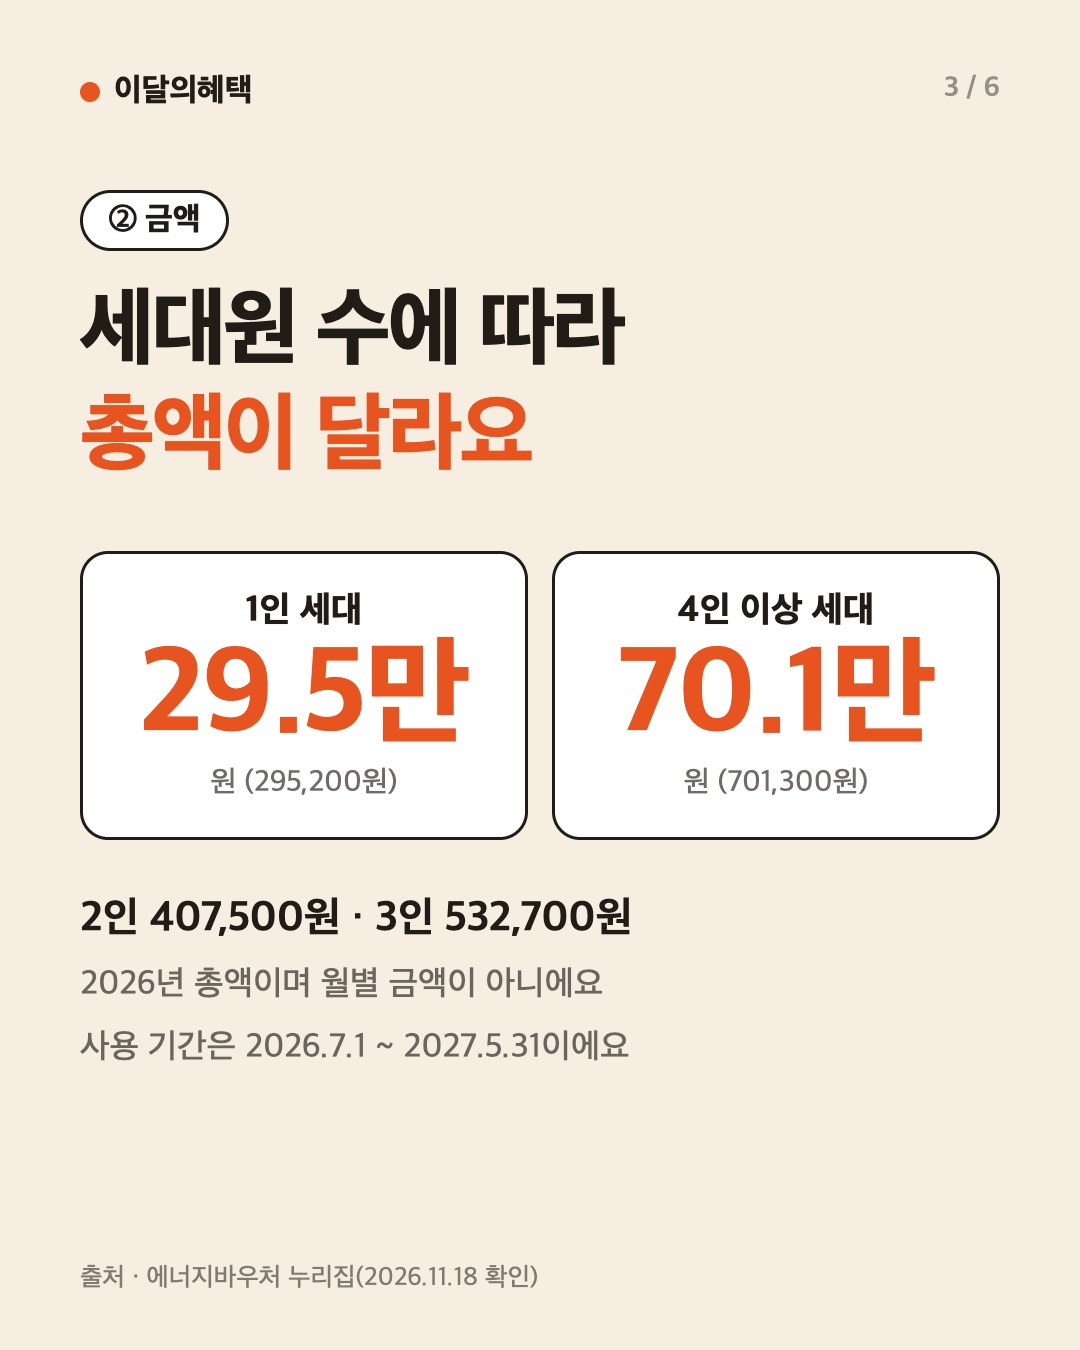 이달의혜택
3 / 6
② 금액
세대원 수에 따라
총액이 달라요
1인 세대
29.5만
원 (295,200원)
4인 이상 세대
70.1만
원 (701,300원)
2인 407,500원 · 3인 532,700원
2026년 총액이며 월별 금액이 아니에요
사용 기간은 2026.7.1 ~ 2027.5.31이에요
출처 · 에너지바우처 누리집(2026.11.18 확인)